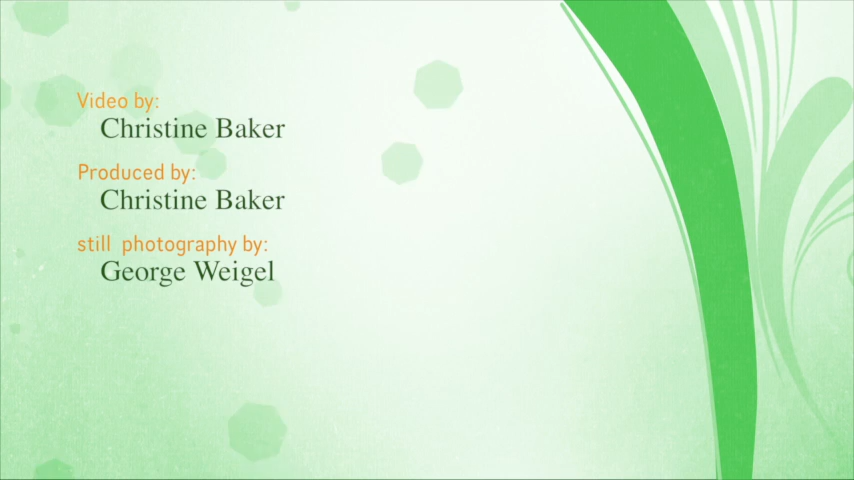 Video by:
Christine Baker
Produced by:
Christine Baker
still photography by:
George Weigel